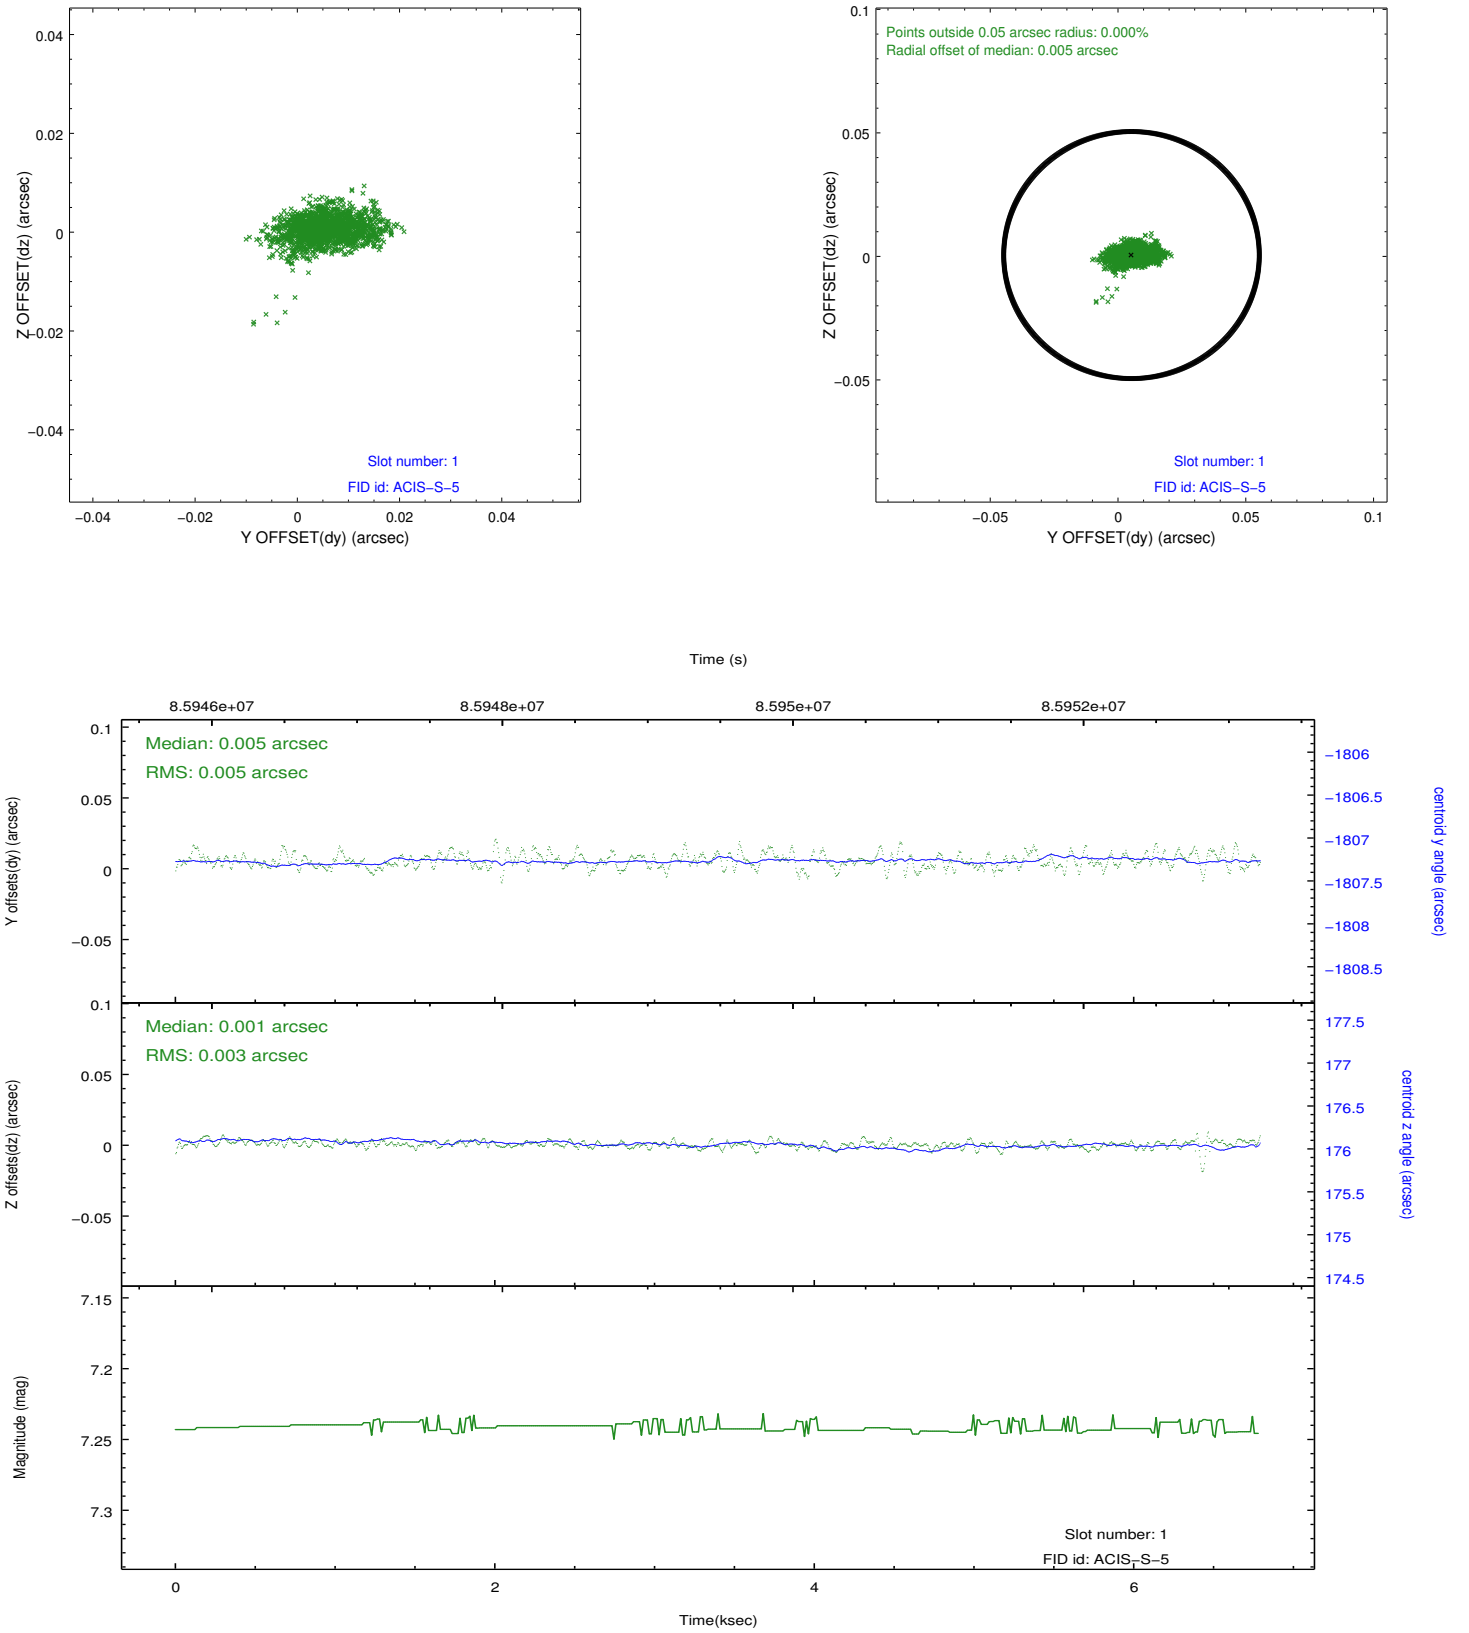 0.04
0.02
0
−0.02
−0.04
Z OFFSET(dz) (arcsec)
Slot number: 1
FID id: ACIS−S−5
−0.04
−0.02
0
0.02
0.04
Y OFFSET(dy) (arcsec)
0.1
0.05
0
−0.05
Z OFFSET(dz) (arcsec)
Points outside 0.05 arcsec radius: 0.000%
Radial offset of median: 0.005 arcsec
Slot number: 1
FID id: ACIS−S−5
−0.05
0
0.05
0.1
Y OFFSET(dy) (arcsec)
Time (s)
8.5946e+07
8.5948e+07
8.595e+07
8.5952e+07
0.1
0.05
0
−0.05
Y offsets(dy) (arcsec)
Median: 0.005 arcsec
RMS: 0.005 arcsec
−1806
−1806.5
−1807
−1807.5
−1808
−1808.5
centroid y angle (arcsec)
0.1
0.05
0
−0.05
Z offsets(dz) (arcsec)
Median: 0.001 arcsec
RMS: 0.003 arcsec
177.5
177
176.5
176
175.5
175
174.5
centroid z angle (arcsec)
7.15
7.2
7.25
7.3
Magnitude (mag)
Slot number: 1
FID id: ACIS−S−5
0
2
4
6
Time(ksec)